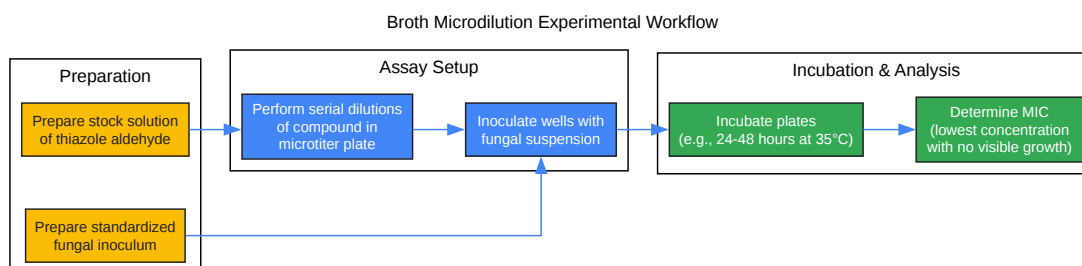 Broth Microdilution Experimental Workflow
Preparation
Prepare stock solution
of thiazole aldehyde
Prepare standardized
fungal inoculum
Assay Setup
Perform serial dilutions
of compound in
microtiter plate
Inoculate wells with
fungal suspension
Incubation & Analysis
Incubate plates
(e.g., 24-48 hours at 35°C)
Determine MIC
(lowest concentration
with no visible growth)